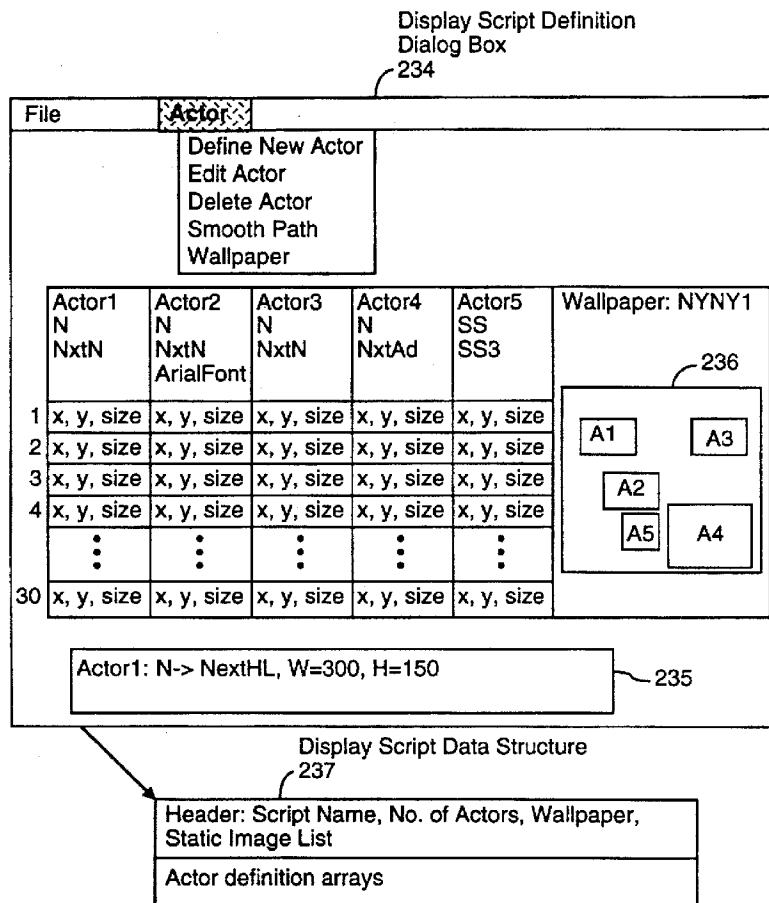 Display Script Definition
Dialog Box
234
File Actor
Define New Actor
Edit Actor
Delete Actor
Smooth Path
Wallpaper
Actor1 Actor2 Actor3 Actor4 Actor5 Wallpaper: NYNY1
N N N N SS
NxtN NxtN NxtN NxtAd SS3
ArialFont
236
1 x, y, size x, y, size x, y, size x, y, size x, y, size
2 x, y, size x, y, size x, y, size x, y, size x, y, size
3 x, y, size x, y, size x, y, size x, y, size x, y, size
4 x, y, size x, y, size x, y, size x, y, size x, y, size
30 x, y, size x, y, size x, y, size x, y, size x, y, size
A1 A3
A2
A5 A4
Actor1: N-> NextHL, W=300, H=150
235
Display Script Data Structure
237
Header: Script Name, No. of Actors, Wallpaper,
Static Image List
Actor definition arrays